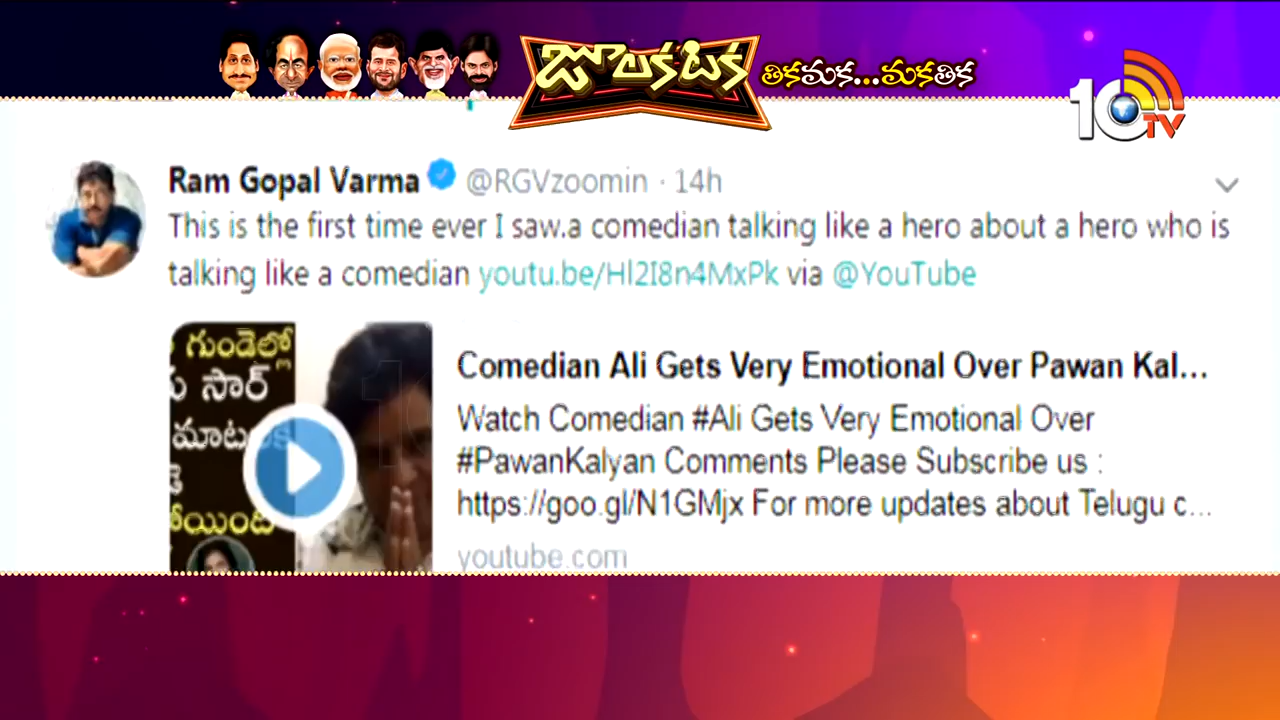 జూలకటక
తికమక...మకతిక
10TV
Ram Gopal Varma @RGVzoomin · 14h
This is the first time ever I saw.a comedian talking like a hero about a hero who is
talking like a comedian youtu.be/Hl2I8n4MxPk via @YouTube
గుండెల్లో
సార్
Comedian Ali Gets Very Emotional Over Pawan Kal...
Watch Comedian #Ali Gets Very Emotional Over
#PawanKalyan Comments Please Subscribe us :
https://goo.gl/N1GMjx For more updates about Telugu c...
youtube.com